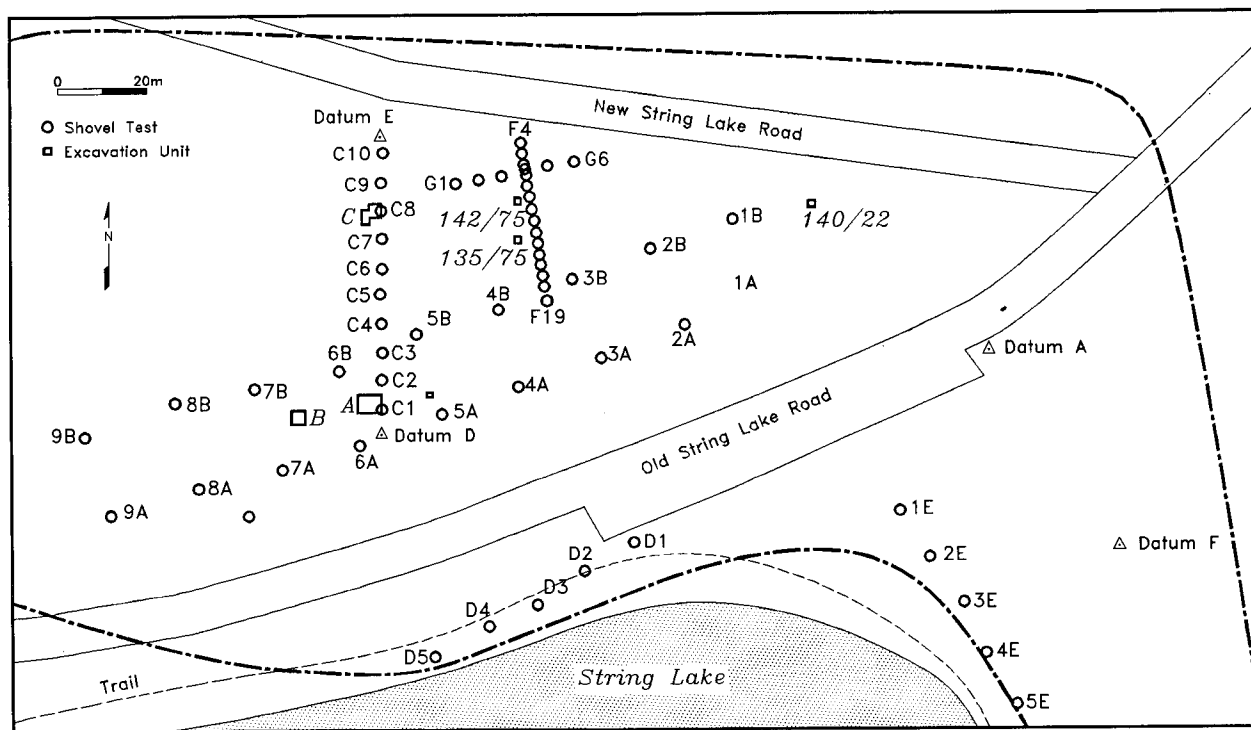 0 20m
Shovel Test
Excavation Unit
N
New String Lake Road
Datum E
F4
C10
G6
C9
G1
C
C8
142/75
1B
140/22
C7
135/75
2B
C6
3B
1A
C5
4B
F19
C4
5B
2A
Datum A
6B
C3
3A
C2
4A
7B
8B
A
B
C1
5A
9B
Datum D
6A
Old String Lake Road
7A
8A
9A
1E
D1
Datum F
D2
2E
D3
3E
D4
D5
4E
Trail
String Lake
5E